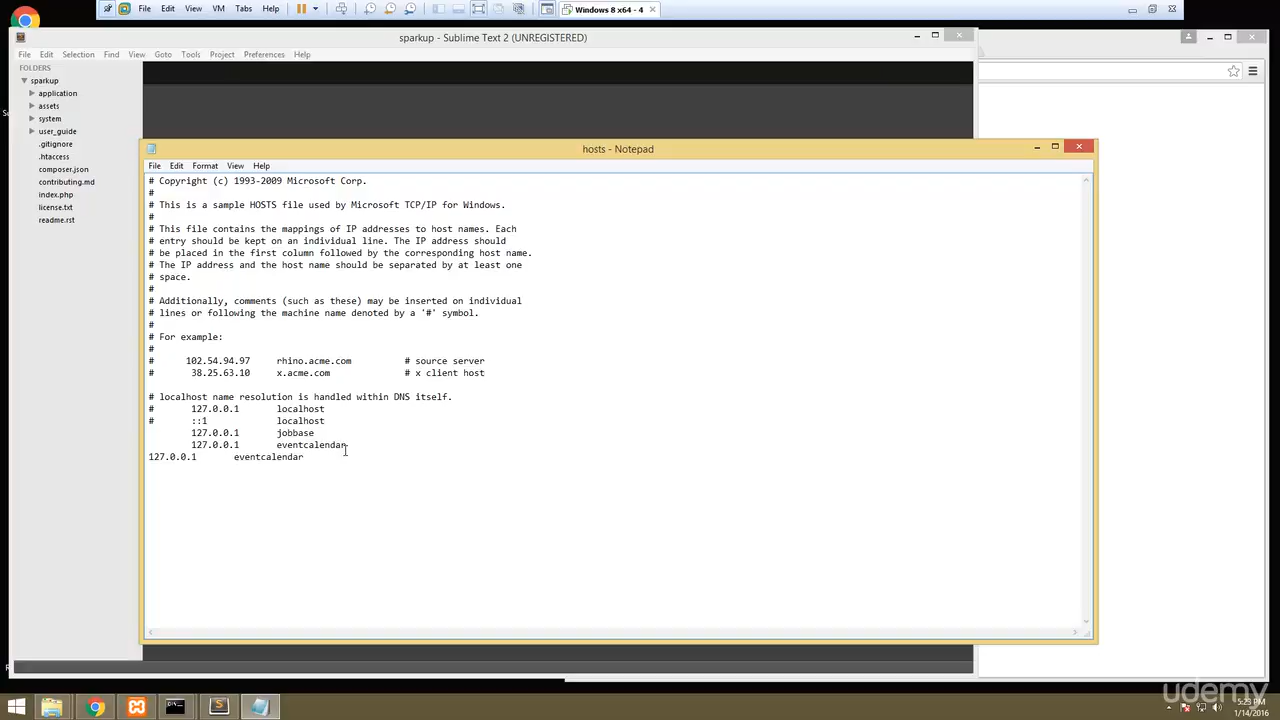 File Edit View VM Tabs Help
Windows 8 x64 - 4
sparkup - Sublime Text 2 (UNREGISTERED)
File Edit Selection Find View Goto Tools Project Preferences Help
FOLDERS
sparkup
application
assets
system
user_guide
.gitignore
.htaccess
composer.json
contributing.md
index.php
license.txt
readme.rst
hosts - Notepad
File Edit Format View Help
# Copyright (c) 1993-2009 Microsoft Corp.
#
# This is a sample HOSTS file used by Microsoft TCP/IP for Windows.
#
# This file contains the mappings of IP addresses to host names. Each
# entry should be kept on an individual line. The IP address should
# be placed in the first column followed by the corresponding host name.
# The IP address and the host name should be separated by at least one
# space.
#
# Additionally, comments (such as these) may be inserted on individual
# lines or following the machine name denoted by a '#' symbol.
#
# For example:
#
# 102.54.94.97 rhino.acme.com # source server
# 38.25.63.10 x.acme.com # x client host
# localhost name resolution is handled within DNS itself.
# 127.0.0.1 localhost
# ::1 localhost
127.0.0.1 jobbase
127.0.0.1 eventcalendar
127.0.0.1 eventcalendar
udemy
5:23 PM
1/14/2016